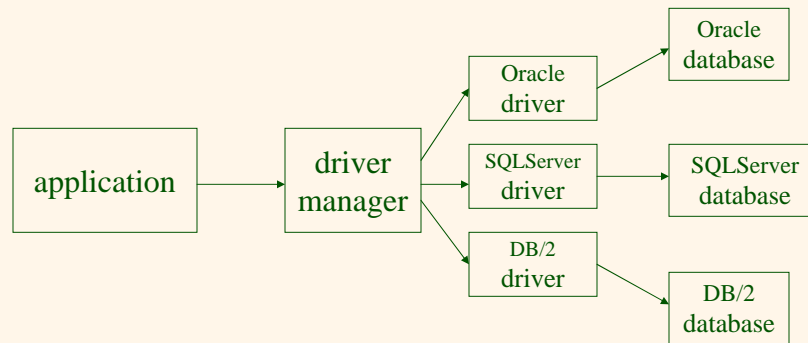 application
driver
manager
Oracle
driver
SQLServer
driver
DB/2
driver
Oracle
database
SQLServer
database
DB/2
database